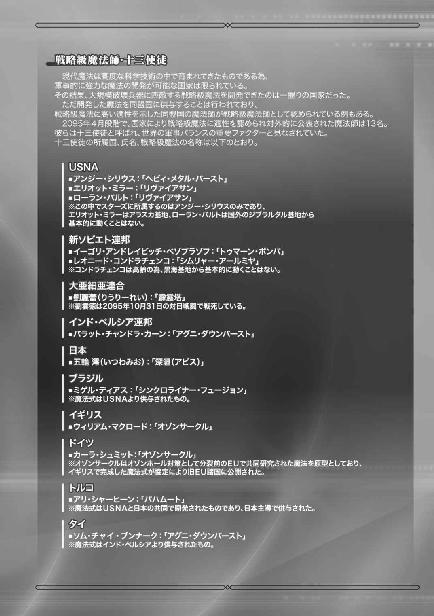 戦略級魔法師・十三使徒
現代魔法は高度な科学技術の中で育まれてきたものである為、
軍事的に強力な魔法の開発が可能な国家は限られている。
その結果、大規模破壊兵器に匹敵する戦略級魔法を開発できたのは一握りの国家だった。
ただ開発した魔法を同盟国に供与することは行われており、
戦略級魔法に高い適性を示した同盟国の魔法師が戦略級魔法師として認められている例もある。
2095年4月段階で、国家により戦略級魔法に適性を認められ対外的に公表された魔法師は13名。
彼らは十三使徒と呼ばれ、世界の軍事バランスの重要ファクターと見なされていた。
十三使徒の所属国、氏名、戦略級魔法の名称は以下のとおり。
USNA
■アンジー・シリウス：「ヘビィ・メタル・バースト」
■エリオット・ミラー：「リヴァイアサン」
■ローラン・バルト：「リヴァイアサン」
※この中でスターズに所属するのはアンジー・シリウスのみであり、
エリオット・ミラーはアラスカ基地、ローラン・バルトは国外のジブラルタル基地から
基本的に動くことはない。
新ソビエト連邦
■イーゴリ・アンドレイビッチ・ベゾブラゾフ：「トゥマーン・ボンバ」
■レオニード・コンドラチェンコ：「シムリャー・アールミヤ」
※コンドラチェンコは高齢の為、黒海基地から基本的に動くことはない。
大亜細亜連合
■劉麗蕾（りうりーれい）：「霹靂塔」
※劉雲徳は2095年10月31日の対日戦闘で戦死している。
インド・ペルシア連邦
■バラット・チャンドラ・カーン：「アグニ・ダウンバースト」
日本
■五輪 澪（いつわみお）：「深淵（アビス）」
ブラジル
■ミゲル・ディアス：「シンクロライナー・フュージョン」
※魔法式はUSNAより供与されたもの。
イギリス
■ウィリアム・マクロード：「オゾンサークル」
ドイツ
■カーラ・シュミット：「オゾンサークル」
※オゾンサークルはオゾンホール対策として分裂前のEUで共同研究された魔法を原型としており、
イギリスで完成した魔法式が協定により旧EU諸国に公開された。
トルコ
■アリ・シャーヒーン：「バハムート」
※魔法式はUSNAと日本の共同で開発されたものであり、日本主導で供与された。
タイ
■ソム・チャイ・ブンナーク：「アグニ・ダウンバースト」
※魔法式はインド・ペルシアより供与されたもの。